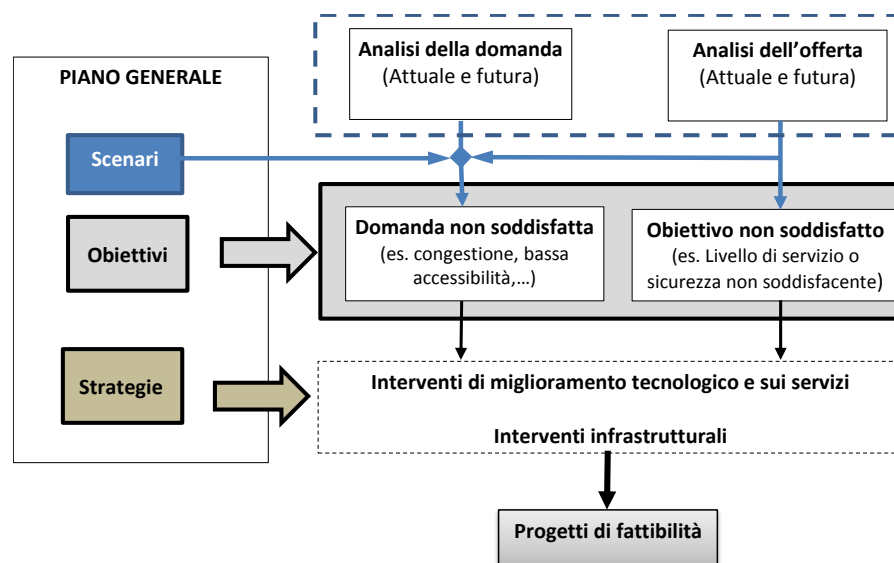 Analisi della domanda
(Attuale e futura)
Analisi dell’offerta
(Attuale e futura)
PIANO GENERALE
Scenari
Obiettivi
Strategie
Domanda non soddisfatta
(es. congestione, bassa
accessibilità,…)
Obiettivo non soddisfatto
(es. Livello di servizio o
sicurezza non soddisfacente)
Interventi di miglioramento tecnologico e sui servizi
Interventi infrastrutturali
Progetti di fattibilità